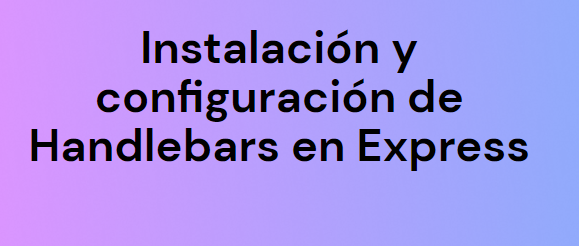 Instalación y
configuración de
Handlebars en Express